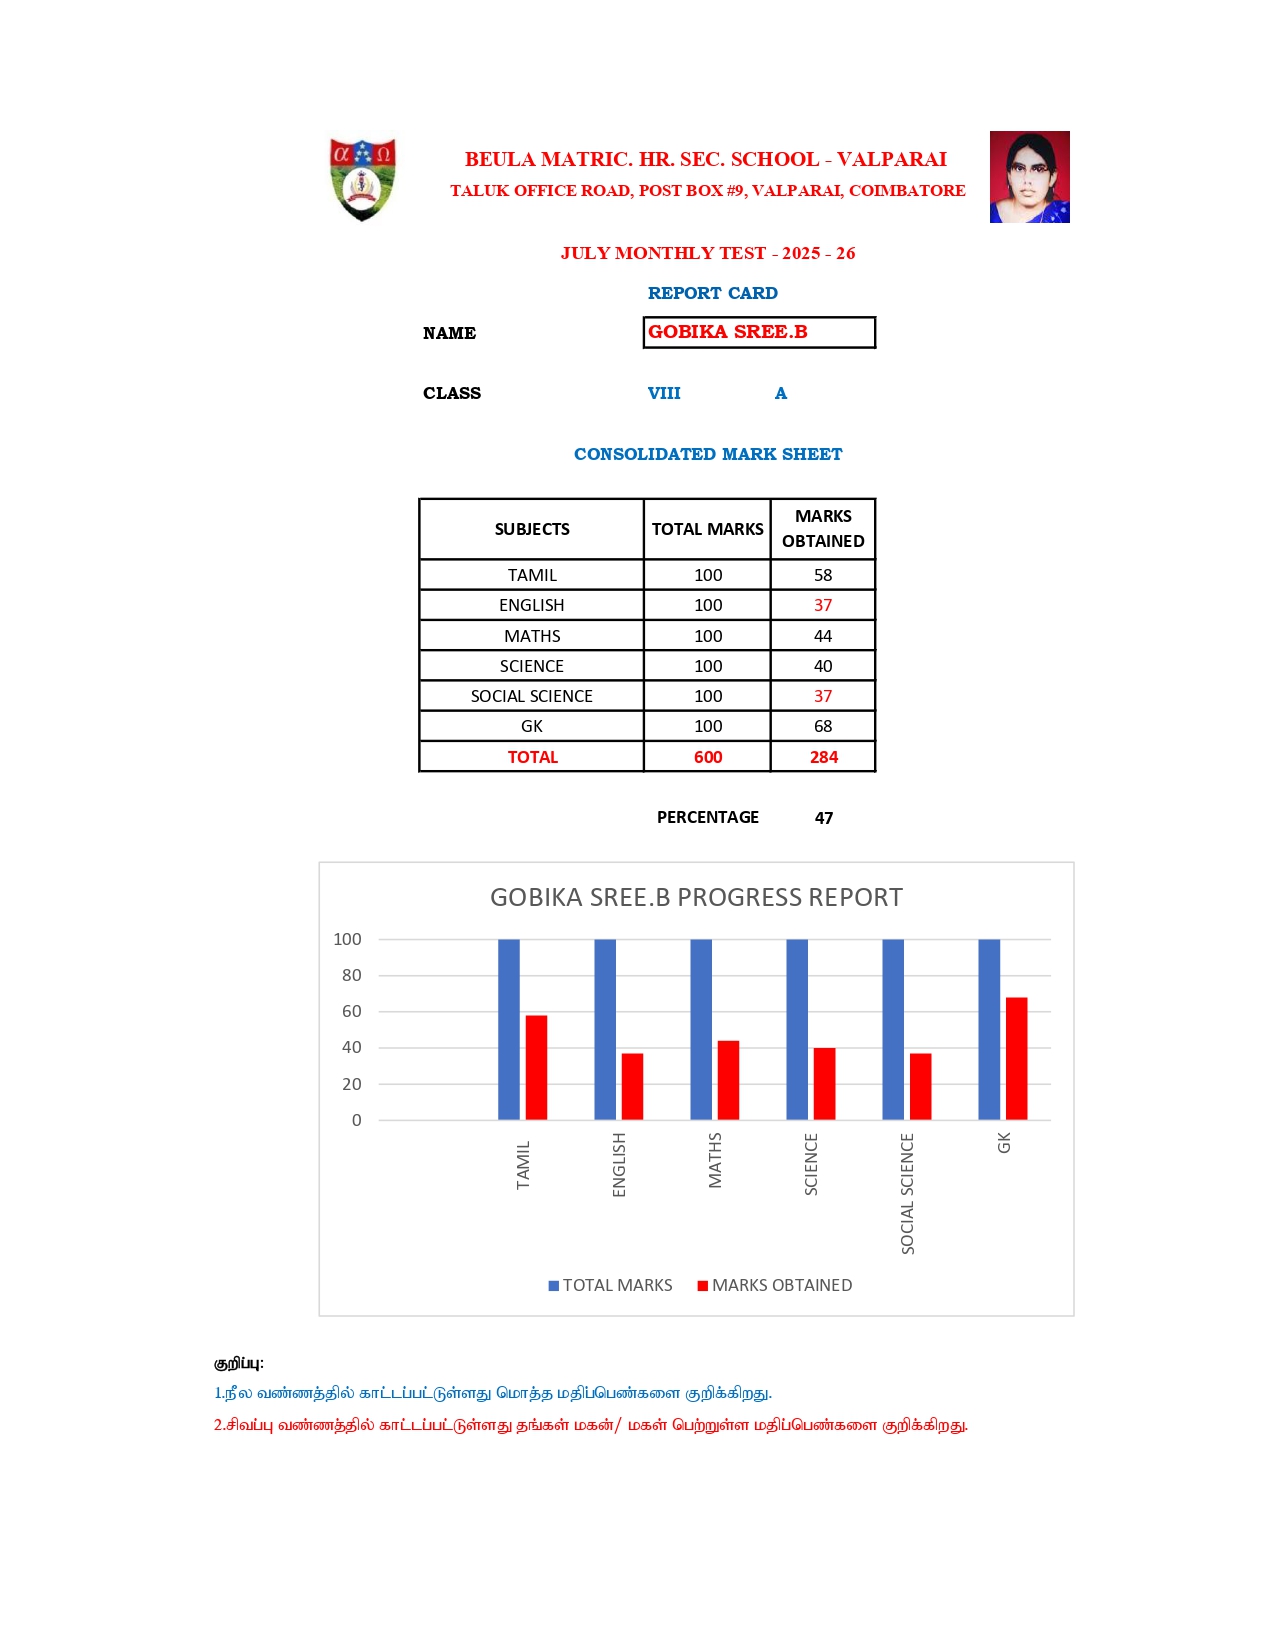 α Ω
BEULA MATRIC. HR. SEC. SCHOOL - VALPARAI
TALUK OFFICE ROAD, POST BOX #9, VALPARAI, COIMBATORE
JULY MONTHLY TEST - 2025 - 26
REPORT CARD
NAME GOBIKA SREE.B
CLASS VIII A
CONSOLIDATED MARK SHEET
SUBJECTS TOTAL MARKS MARKS OBTAINED
TAMIL 100 58
ENGLISH 100 37
MATHS 100 44
SCIENCE 100 40
SOCIAL SCIENCE 100 37
GK 100 68
TOTAL 600 284
PERCENTAGE 47
GOBIKA SREE.B PROGRESS REPORT
100
80
60
40
20
0
TAMIL ENGLISH MATHS SCIENCE SOCIAL SCIENCE GK
TOTAL MARKS MARKS OBTAINED
குறிப்பு:
1.நீல வண்ணத்தில் காட்டப்பட்டுள்ளது மொத்த மதிப்பெண்களை குறிக்கிறது.
2.சிவப்பு வண்ணத்தில் காட்டப்பட்டுள்ளது தங்கள் மகன்/ மகள் பெற்றுள்ள மதிப்பெண்களை குறிக்கிறது.